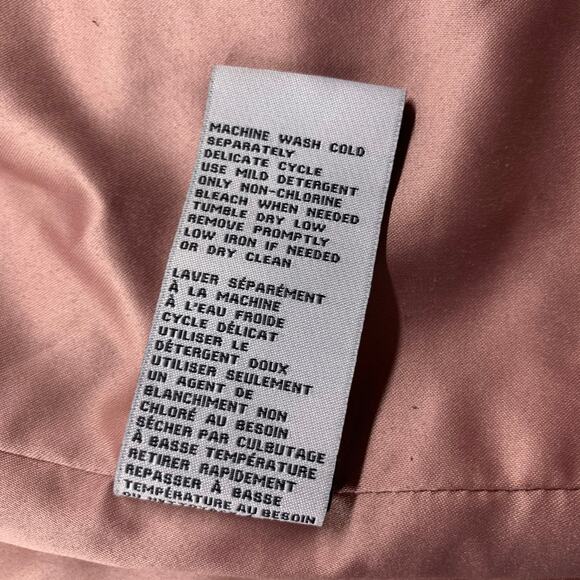 MACHINE WASH COLD
SEPARATELY
DELICATE CYCLE
USE MILD DETERGENT
ONLY NON-CHLORINE
BLEACH WHEN NEEDED
TUMBLE DRY LOW
REMOVE PROMPTLY
LOW IRON IF NEEDED
OR DRY CLEAN
LAVER SÉPARÉMENT
À LA MACHINE
À L'EAU FROIDE
CYCLE DÉLICAT
UTILISER LE
DÉTERGENT DOUX
UTILISER SEULEMENT
UN AGENT DE
BLANCHIMENT NON
CHLORÉ AU BESOIN
SÉCHER PAR CULBUTAGE
À BASSE TEMPÉRATURE
RETIRER RAPIDEMENT
REPASSER À BASSE
TEMPÉRATURE AU BESOIN